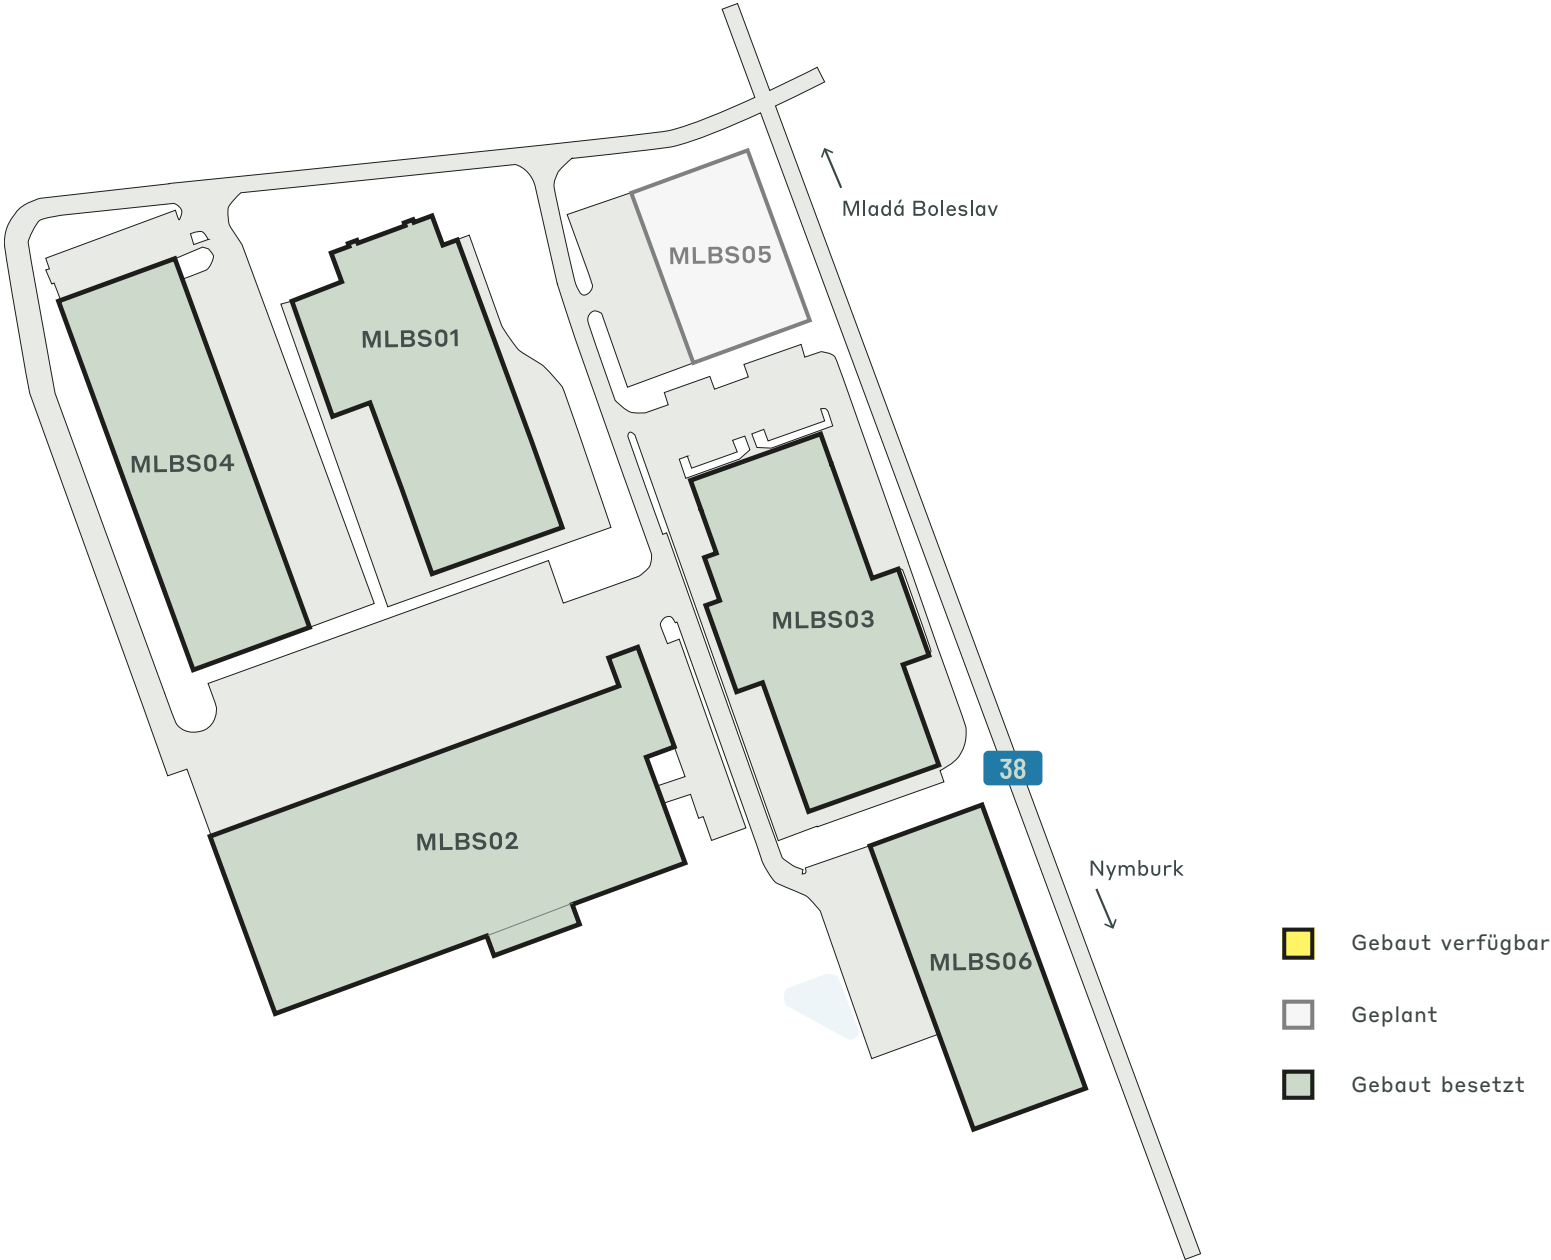 Mladá Boleslav
MLBS05
MLBS01
MLBS04
MLBS03
38
MLBS02
Nymburk
MLBS06
Gebaut verfügbar
Geplant
Gebaut besetzt